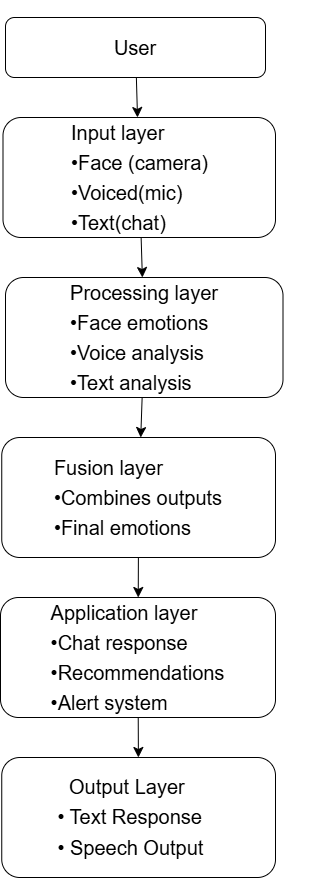 User
Input layer
•Face (camera)
•Voiced(mic)
•Text(chat)
Processing layer
•Face emotions
•Voice analysis
•Text analysis
Fusion layer
•Combines outputs
•Final emotions
Application layer
•Chat response
•Recommendations
•Alert system
Output Layer
• Text Response
• Speech Output